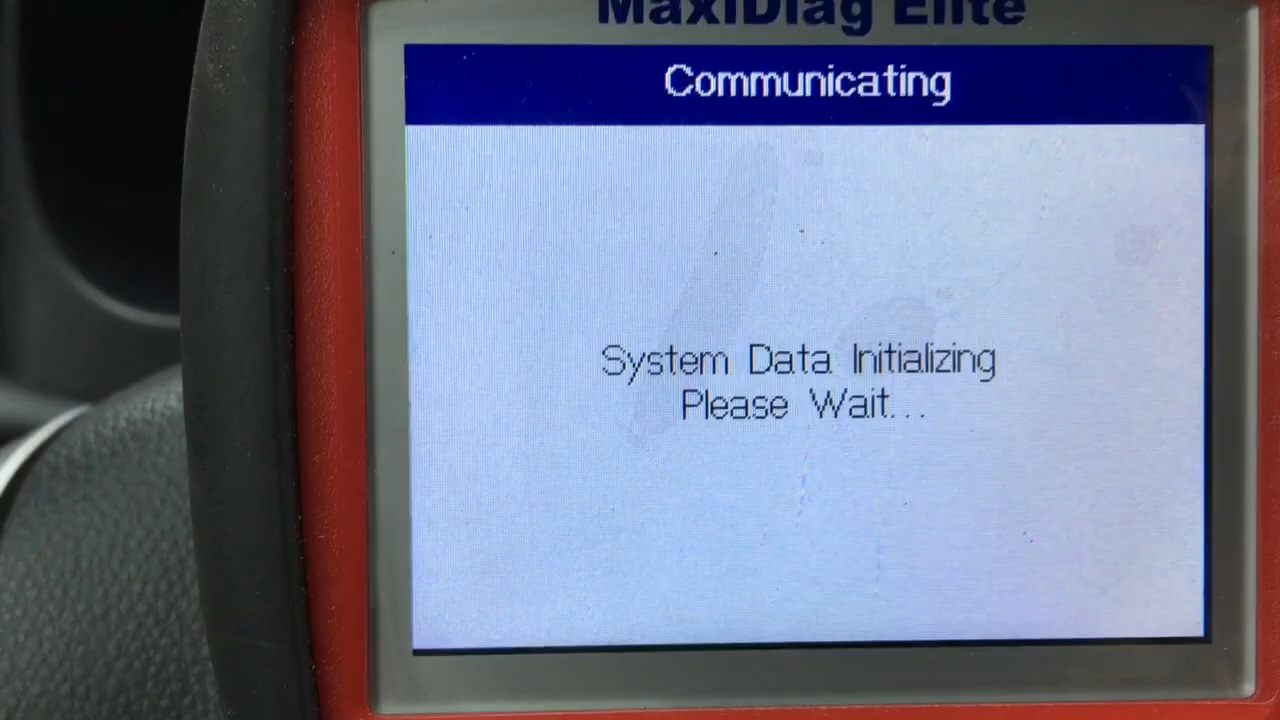 MaxiDiag Elite
Communicating
System Data Initializing
Please Wait...